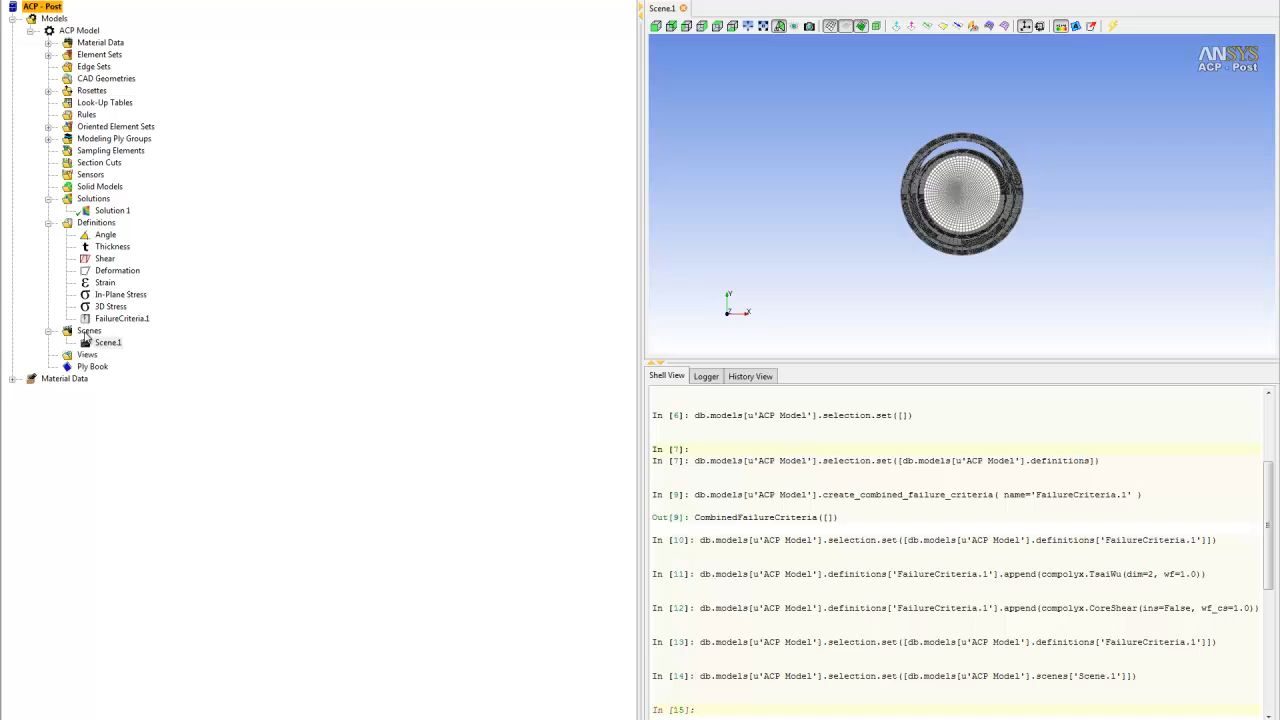 ACP - Post
Models
ACP Model
Material Data
Element Sets
Edge Sets
CAD Geometries
Rosettes
Look-Up Tables
Rules
Oriented Element Sets
Modeling Ply Groups
Sampling Elements
Section Cuts
Sensors
Solid Models
Solutions
Solution 1
Definitions
Angle
t Thickness
Shear
Deformation
ε Strain
σ In-Plane Stress
σ 3D Stress
FailureCriteria.1
Scenes
Scene.1
Views
Ply Book
Material Data
Scene.1
ANSYS
ACP - Post
Y
Z X
Shell View Logger History View
In [6]: db.models[u'ACP Model'].selection.set([])
In [7]:
In [7]: db.models[u'ACP Model'].selection.set([db.models[u'ACP Model'].definitions])
In [9]: db.models[u'ACP Model'].create_combined_failure_criteria( name='FailureCriteria.1' )
Out[9]: CombinedFailureCriteria([])
In [10]: db.models[u'ACP Model'].selection.set([db.models[u'ACP Model'].definitions['FailureCriteria.1']])
In [11]: db.models[u'ACP Model'].definitions['FailureCriteria.1'].append(compolyx.TsaiWu(dim=2, wf=1.0))
In [12]: db.models[u'ACP Model'].definitions['FailureCriteria.1'].append(compolyx.CoreShear(ins=False, wf_cs=1.0))
In [13]: db.models[u'ACP Model'].selection.set([db.models[u'ACP Model'].definitions['FailureCriteria.1']])
In [14]: db.models[u'ACP Model'].selection.set([db.models[u'ACP Model'].scenes['Scene.1']])
In [15]: